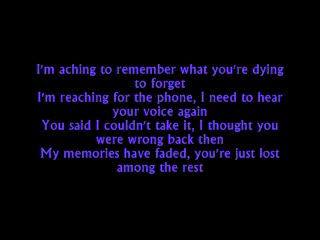 I'm aching to remember what you're dying
to forget
I'm reaching for the phone, I need to hear
your voice again
You said I couldn't take it, I thought you
were wrong back then
My memories have faded, you're just lost
among the rest